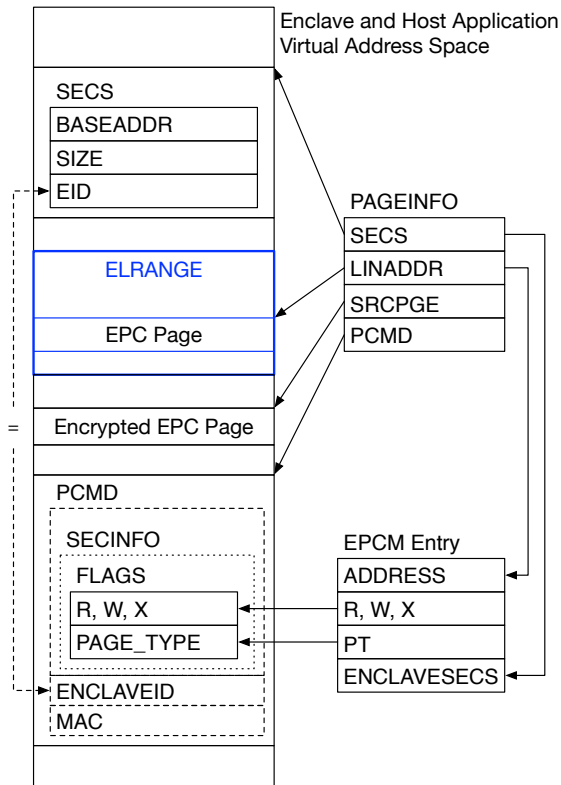 Enclave and Host Application
Virtual Address Space
SECS
BASEADDR
SIZE
EID
PAGEINFO
SECS
LINADDR
SRCPGE
PCMD
ELRANGE
EPC Page
=
Encrypted EPC Page
PCMD
SECINFO
FLAGS
R, W, X
PAGE_TYPE
ENCLAVEID
MAC
EPCM Entry
ADDRESS
R, W, X
PT
ENCLAVESECS